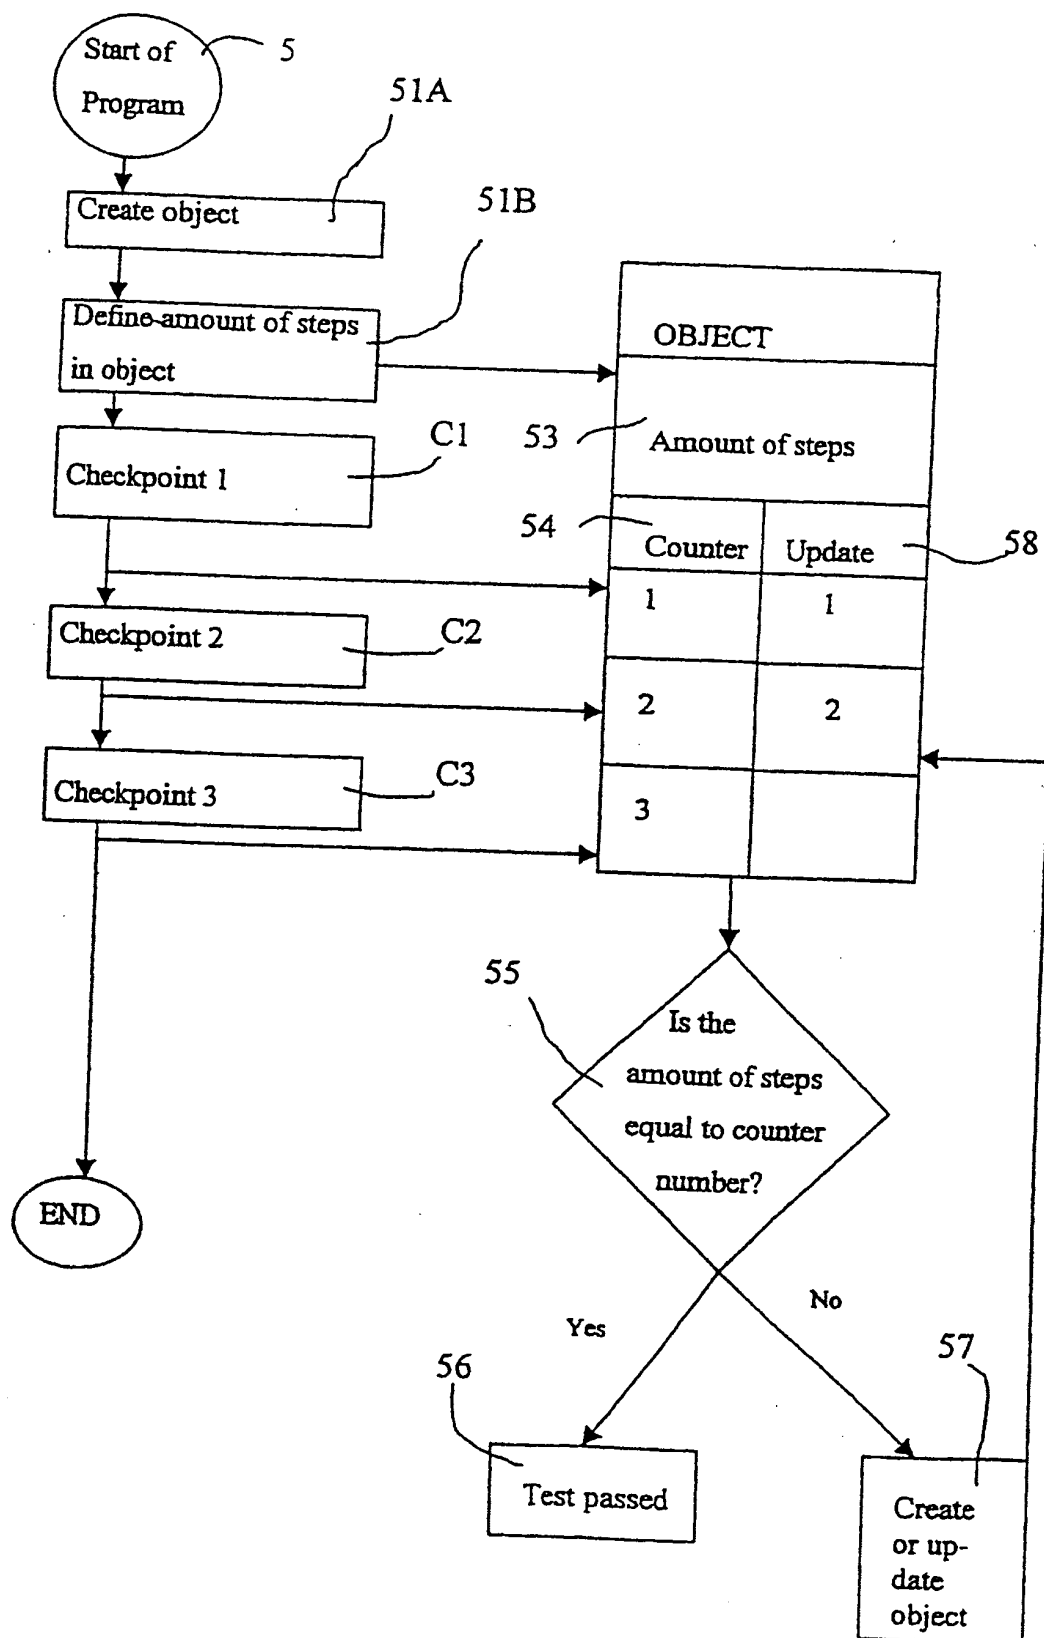 Start of
Program
5
51A
Create object
51B
Define amount of steps
in object
OBJECT
53
Amount of steps
C1
Checkpoint 1
54
58
Counter
Update
1
1
C2
Checkpoint 2
2
2
C3
Checkpoint 3
3
55
Is the
amount of steps
equal to counter
number?
END
Yes
No
56
57
Test passed
Create
or up-
date
object